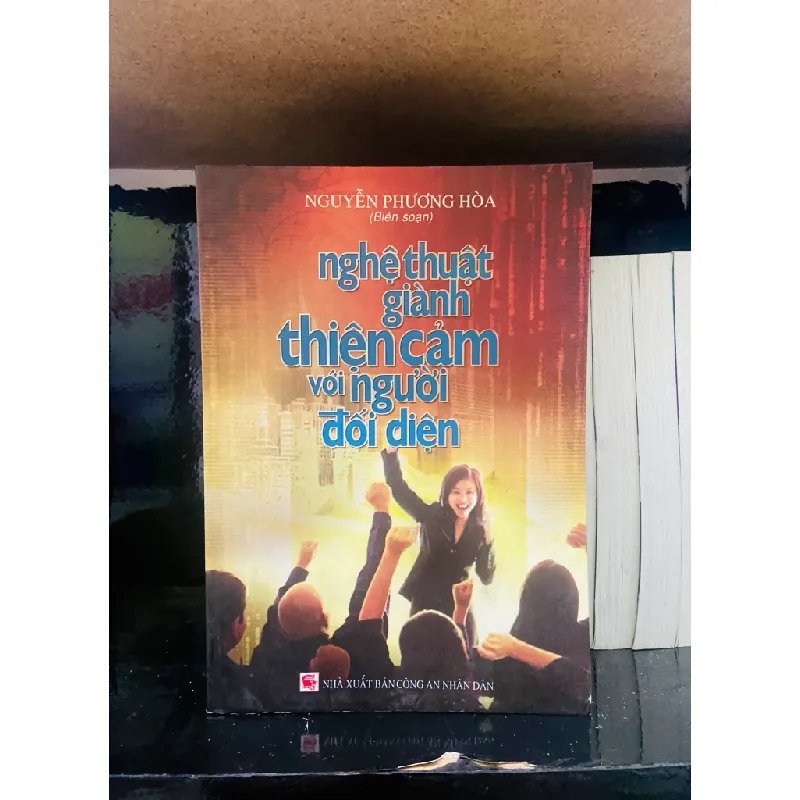 NGUYỄN PHƯƠNG HÒA
(Biên soạn)
nghệ thuật
giành
thiện cảm
với người
đối diện
NHÀ XUẤT BẢN CÔNG AN NHÂN DÂN